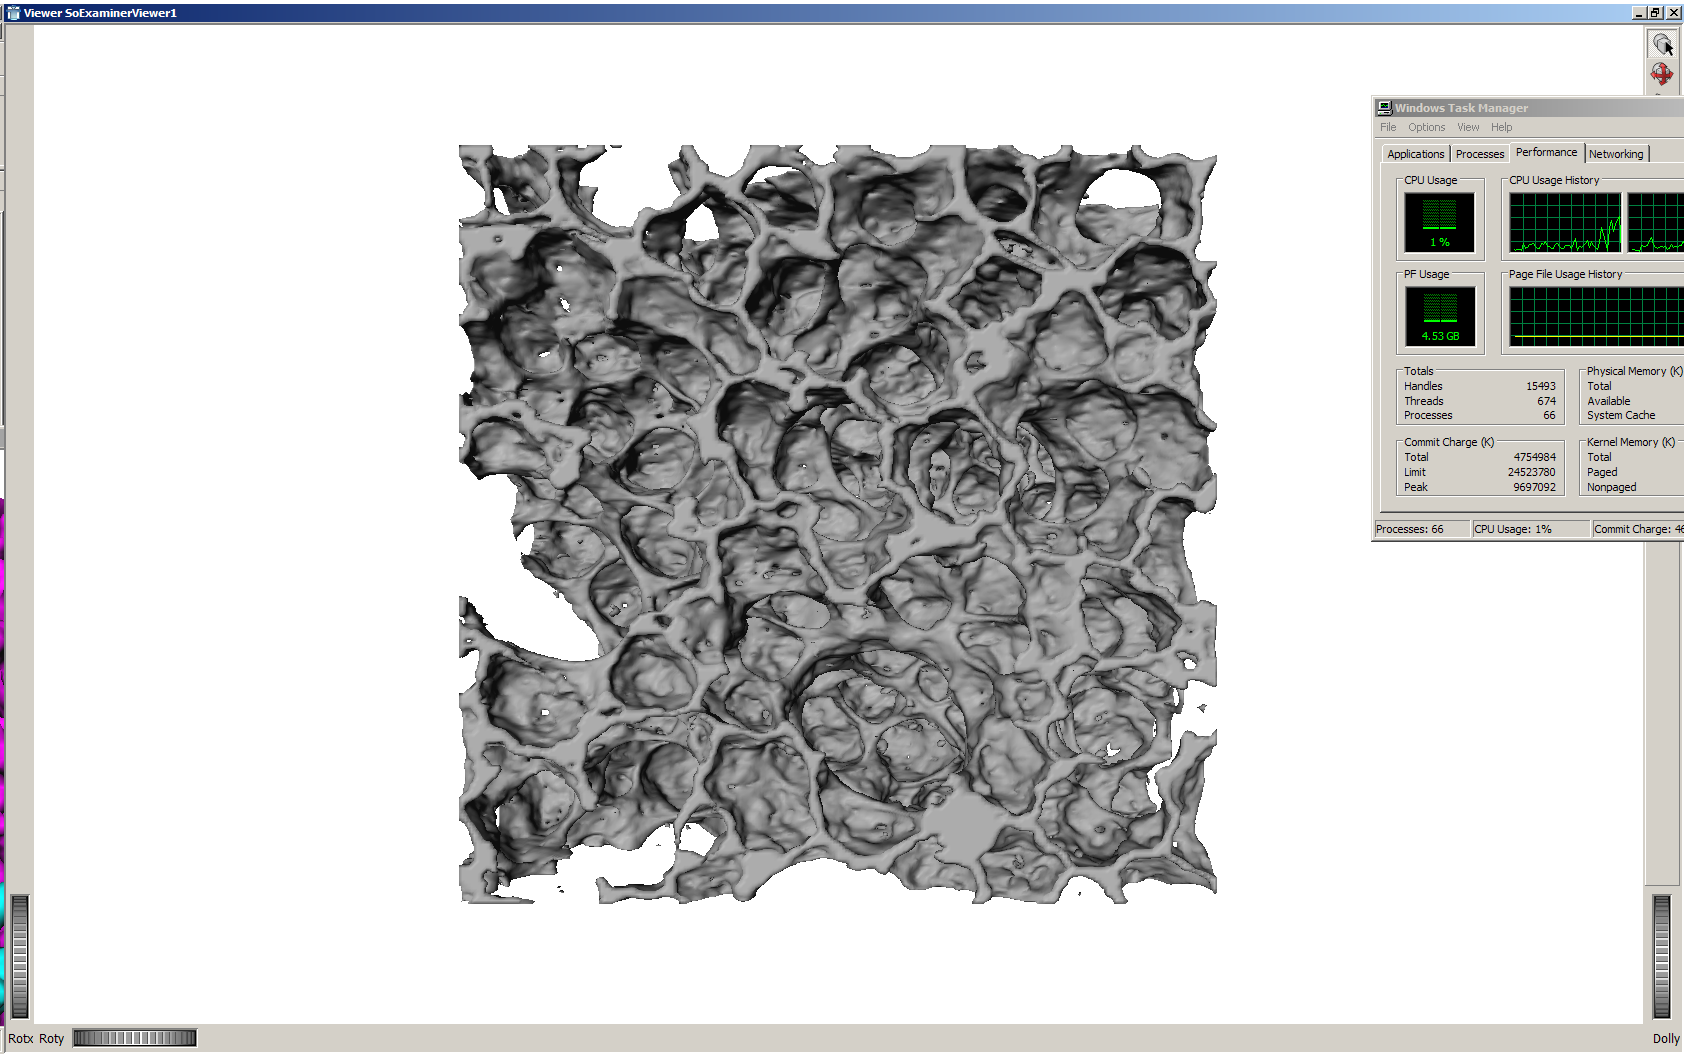 Viewer SoExaminerViewer1
Windows Task Manager
File Options View Help
Applications Processes Performance Networking
CPU Usage
CPU Usage History
1 %
PF Usage
Page File Usage History
4.53 GB
Totals
Handles 15493
Threads 674
Processes 66
Physical Memory (K)
Total
Available
System Cache
Commit Charge (K)
Total 4754984
Limit 24523780
Peak 9697092
Kernel Memory (K)
Total
Paged
Nonpaged
Processes: 66 CPU Usage: 1% Commit Charge: 46
Rotx Roty
Dolly